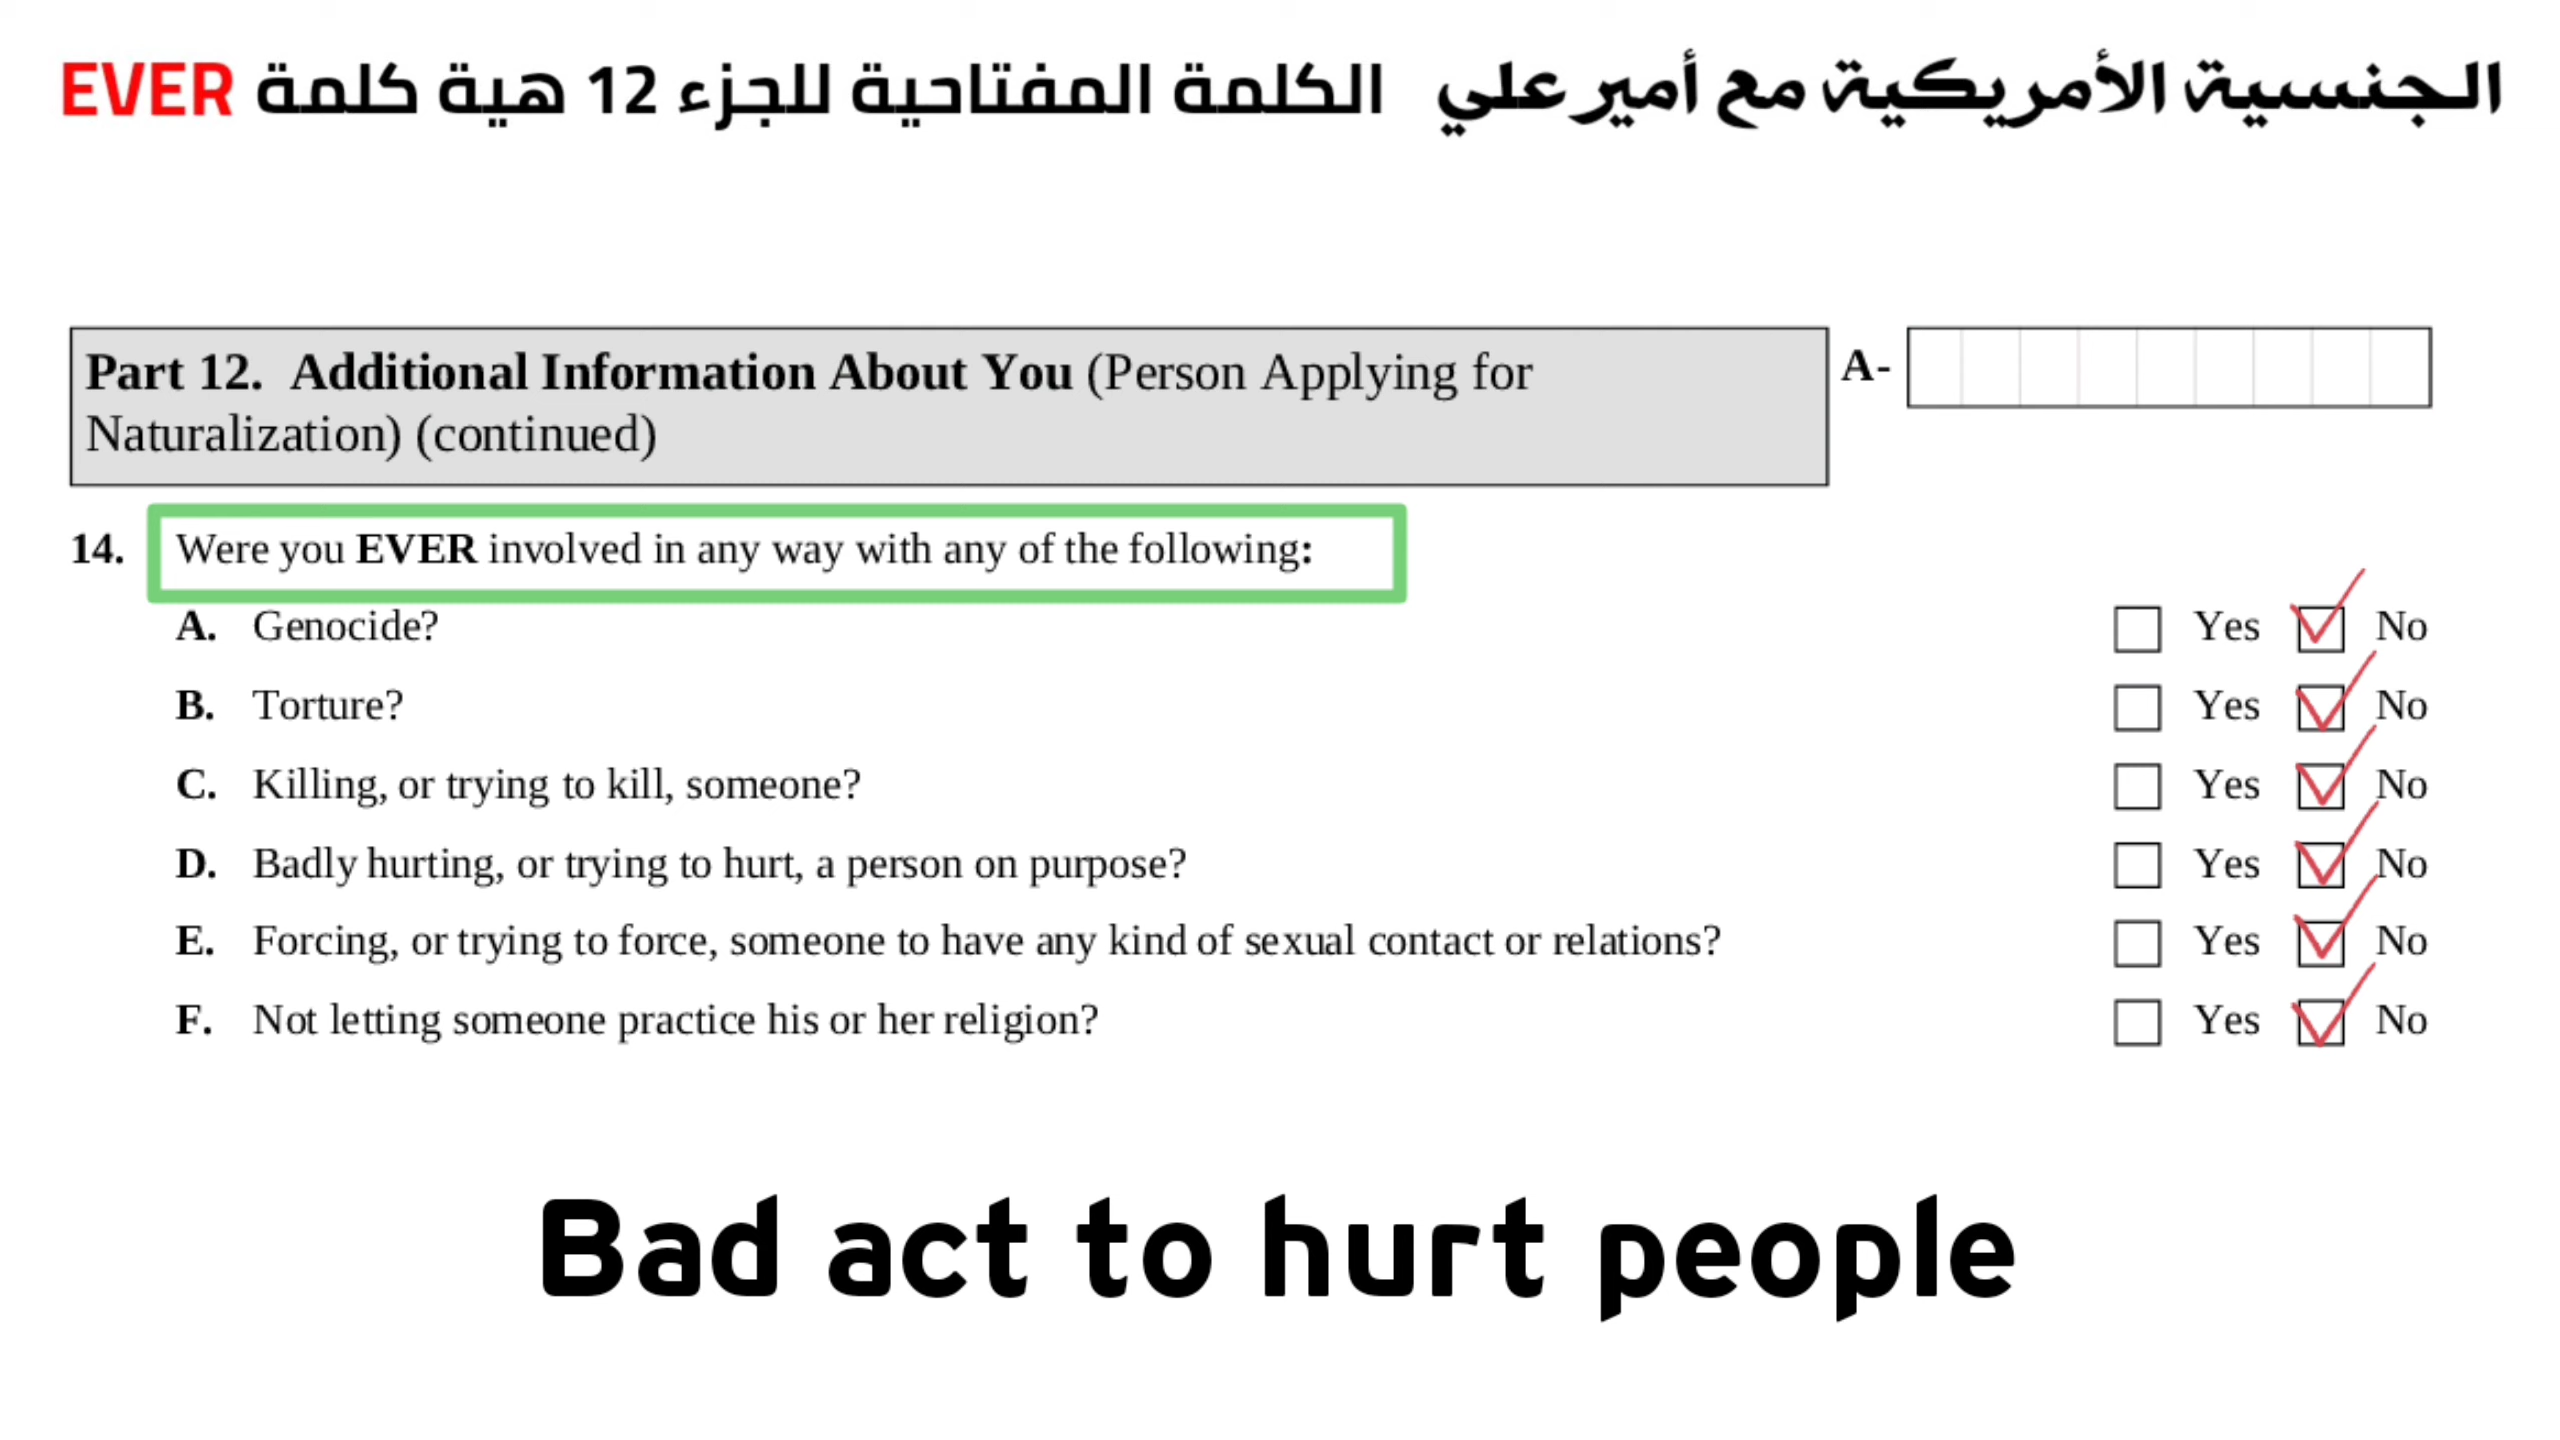 الجنسية الأمريكية مع أمير علي الكلمة المفتاحية للجزء 12 هية كلمة EVER
Part 12. Additional Information About You (Person Applying for
Naturalization) (continued)
A-
14. Were you EVER involved in any way with any of the following:
A. Genocide? Yes No
B. Torture? Yes No
C. Killing, or trying to kill, someone? Yes No
D. Badly hurting, or trying to hurt, a person on purpose? Yes No
E. Forcing, or trying to force, someone to have any kind of sexual contact or relations? Yes No
F. Not letting someone practice his or her religion? Yes No
Bad act to hurt people